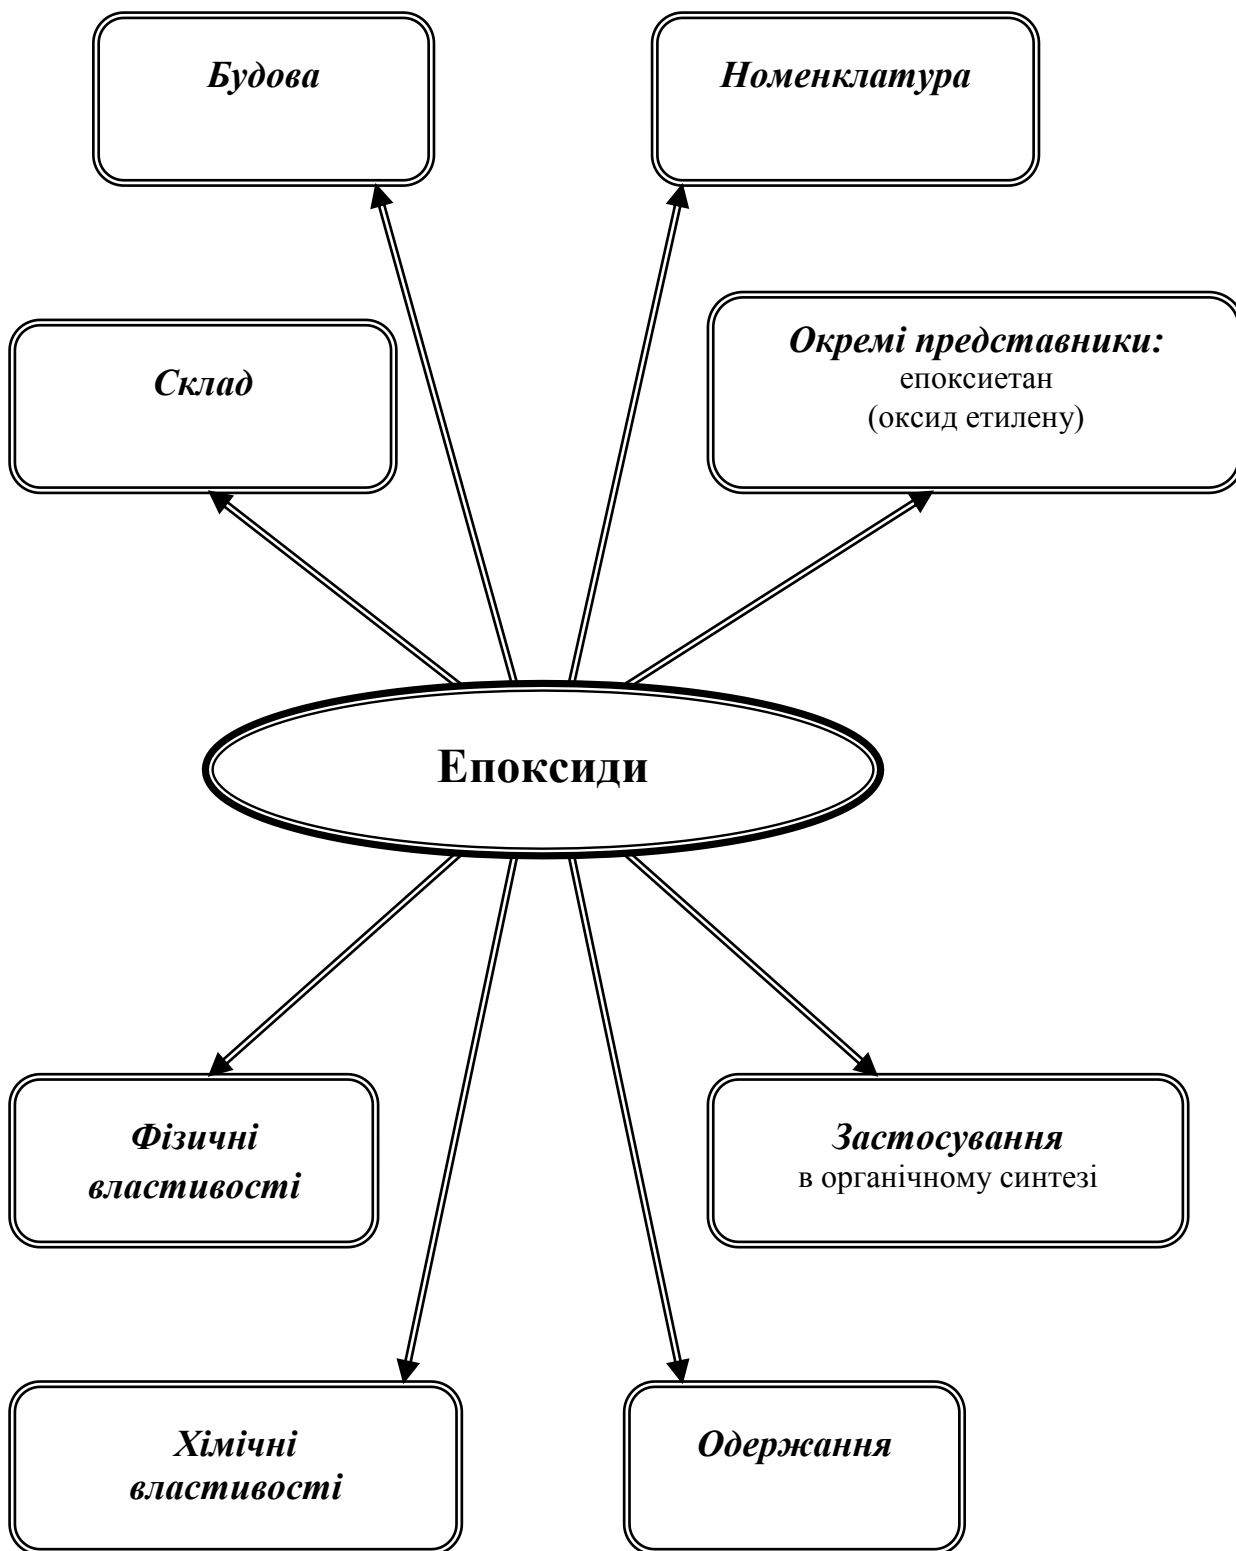 Будова
Номенклатура
Склад
Окремі представники:
епоксиетан
(оксид етилену)
Епоксиди
Фізичні
властивості
Застосування
в органічному синтезі
Хімічні
властивості
Одержання